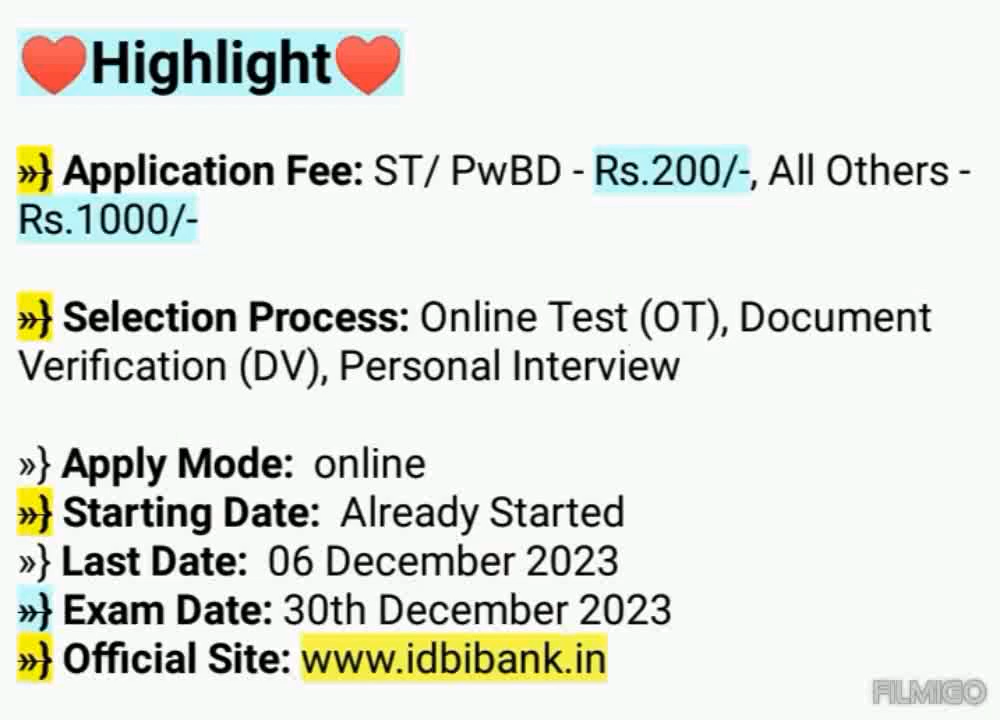 ❤️Highlight❤️
»} Application Fee: ST/ PwBD - Rs.200/-, All Others -
Rs.1000/-
»} Selection Process: Online Test (OT), Document
Verification (DV), Personal Interview
»} Apply Mode: online
»} Starting Date: Already Started
»} Last Date: 06 December 2023
»} Exam Date: 30th December 2023
»} Official Site: www.idbibank.in
FILMIGO